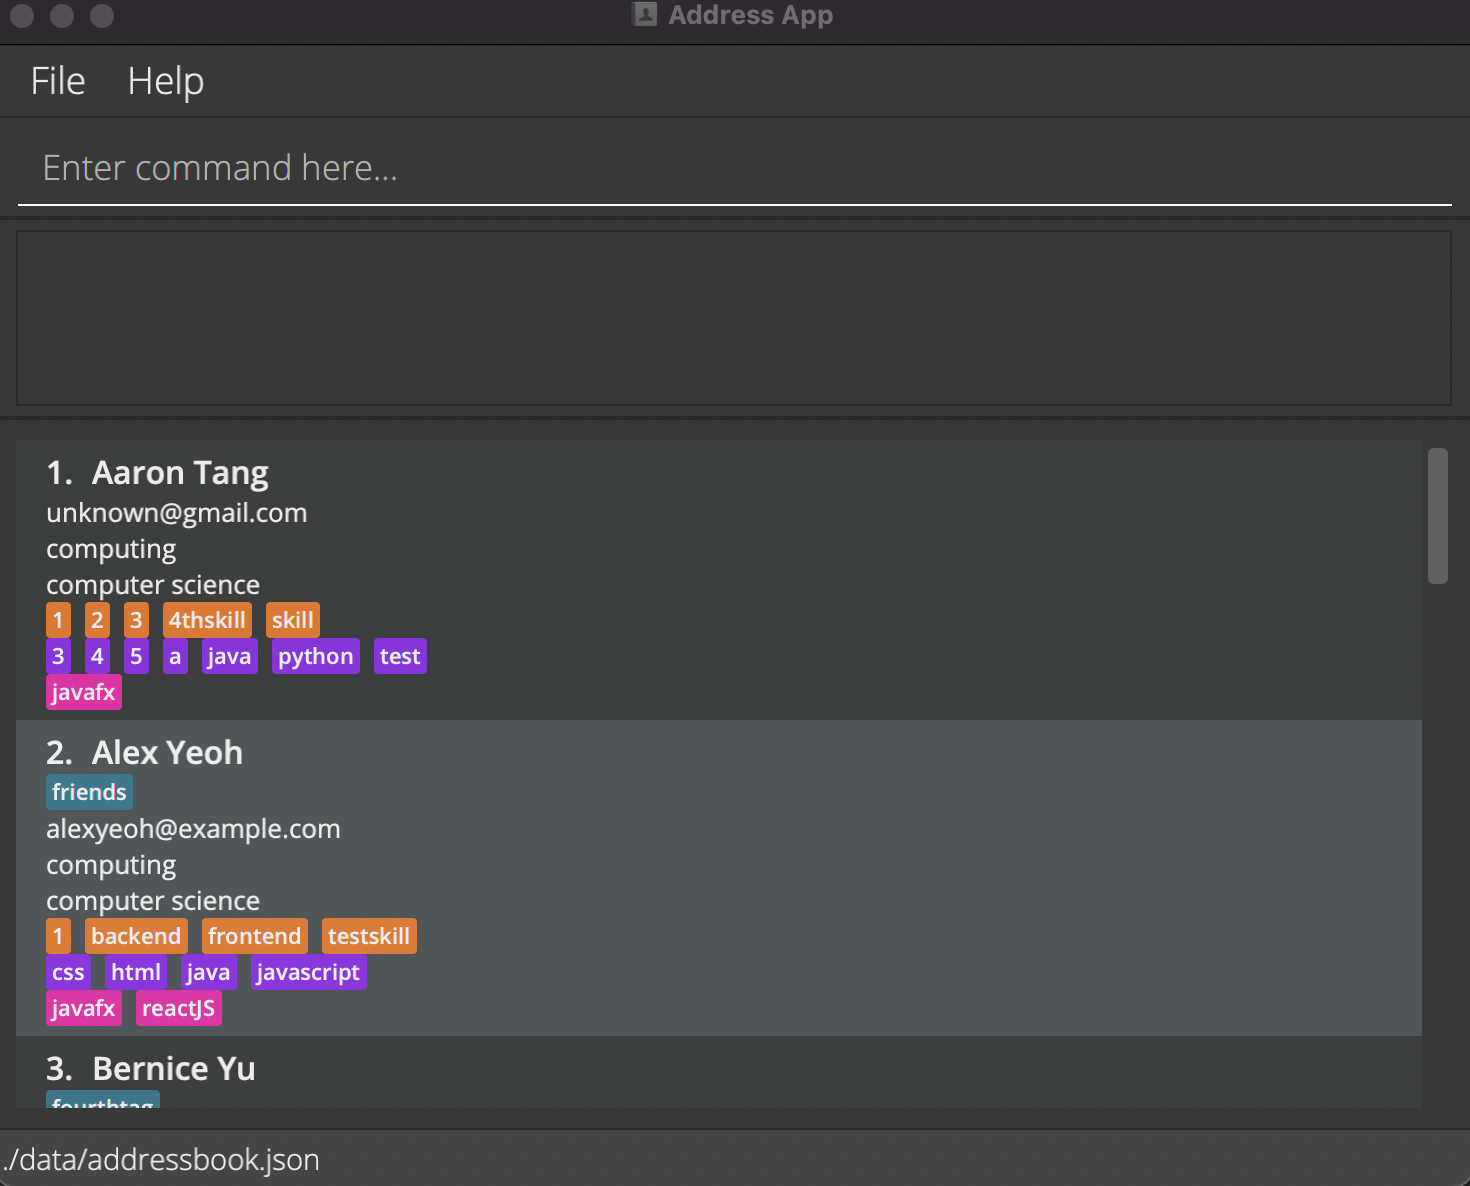 Address App
File Help
Enter command here...
1. Aaron Tang
unknown@gmail.com
computing
computer science
1 2 3 4thskill skill
3 4 5 a java python test
javafx
2. Alex Yeoh
friends
alexyeoh@example.com
computing
computer science
1 backend frontend testskill
css html java javascript
javafx reactJS
3. Bernice Yu
fourthtag
./data/addressbook.json